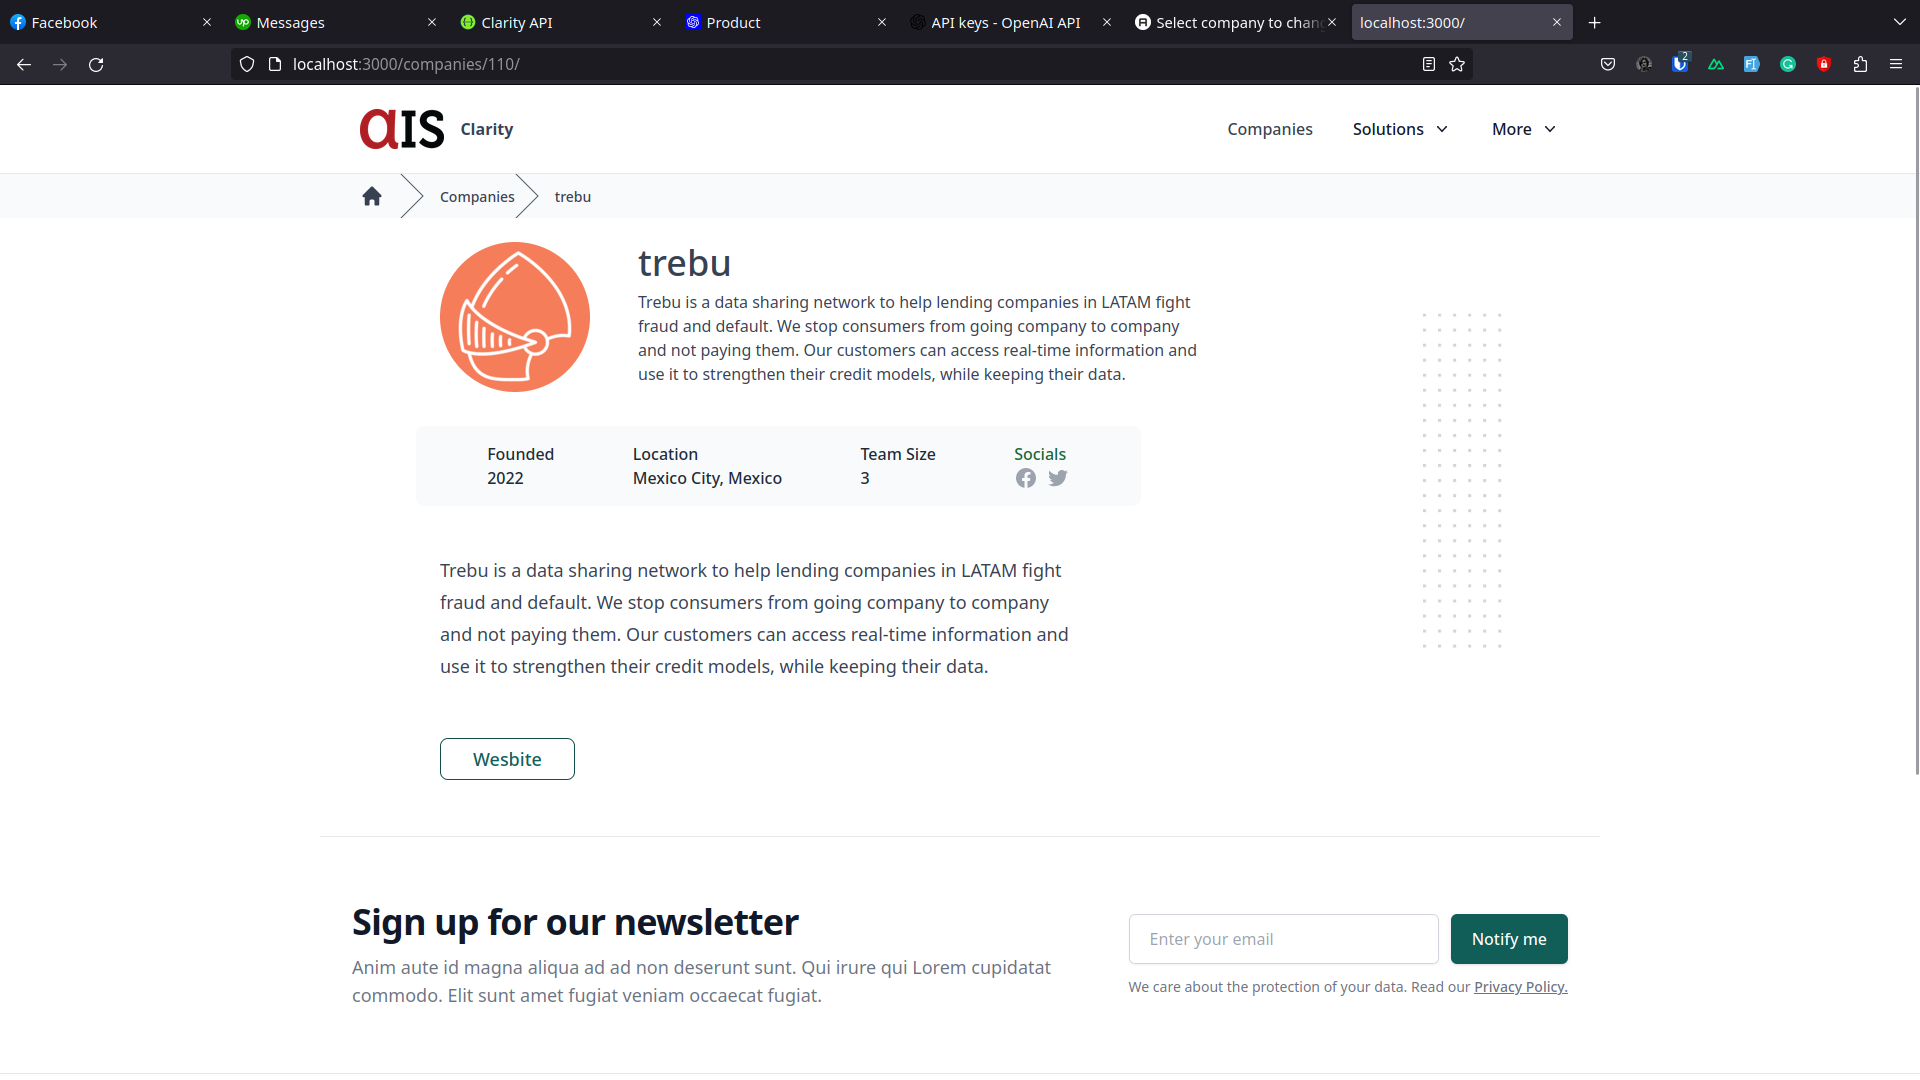 Facebook
Messages
Clarity API
Product
API keys - OpenAI API
Select company to chang
localhost:3000/
localhost:3000/companies/110/
2
αIS Clarity
Companies Solutions More
Companies trebu
trebu
Trebu is a data sharing network to help lending companies in LATAM fight
fraud and default. We stop consumers from going company to company
and not paying them. Our customers can access real-time information and
use it to strengthen their credit models, while keeping their data.
Founded Location Team Size Socials
2022 Mexico City, Mexico 3
Trebu is a data sharing network to help lending companies in LATAM fight
fraud and default. We stop consumers from going company to company
and not paying them. Our customers can access real-time information and
use it to strengthen their credit models, while keeping their data.
Wesbite
Sign up for our newsletter
Anim aute id magna aliqua ad ad non deserunt sunt. Qui irure qui Lorem cupidatat
commodo. Elit sunt amet fugiat veniam occaecat fugiat.
Enter your email Notify me
We care about the protection of your data. Read our Privacy Policy.